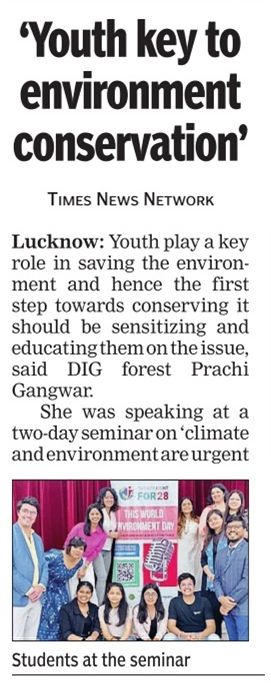 ‘Youth key to
environment
conservation’
TIMES NEWS NETWORK
Lucknow: Youth play a key
role in saving the environ-
ment and hence the first
step towards conserving it
should be sensitizing and
educating them on the issue,
said DIG forest Prachi
Gangwar.
She was speaking at a
two-day seminar on ‘climate
and environment are urgent
FOR28
THIS WORLD
ENVIRONMENT DAY
Students at the seminar